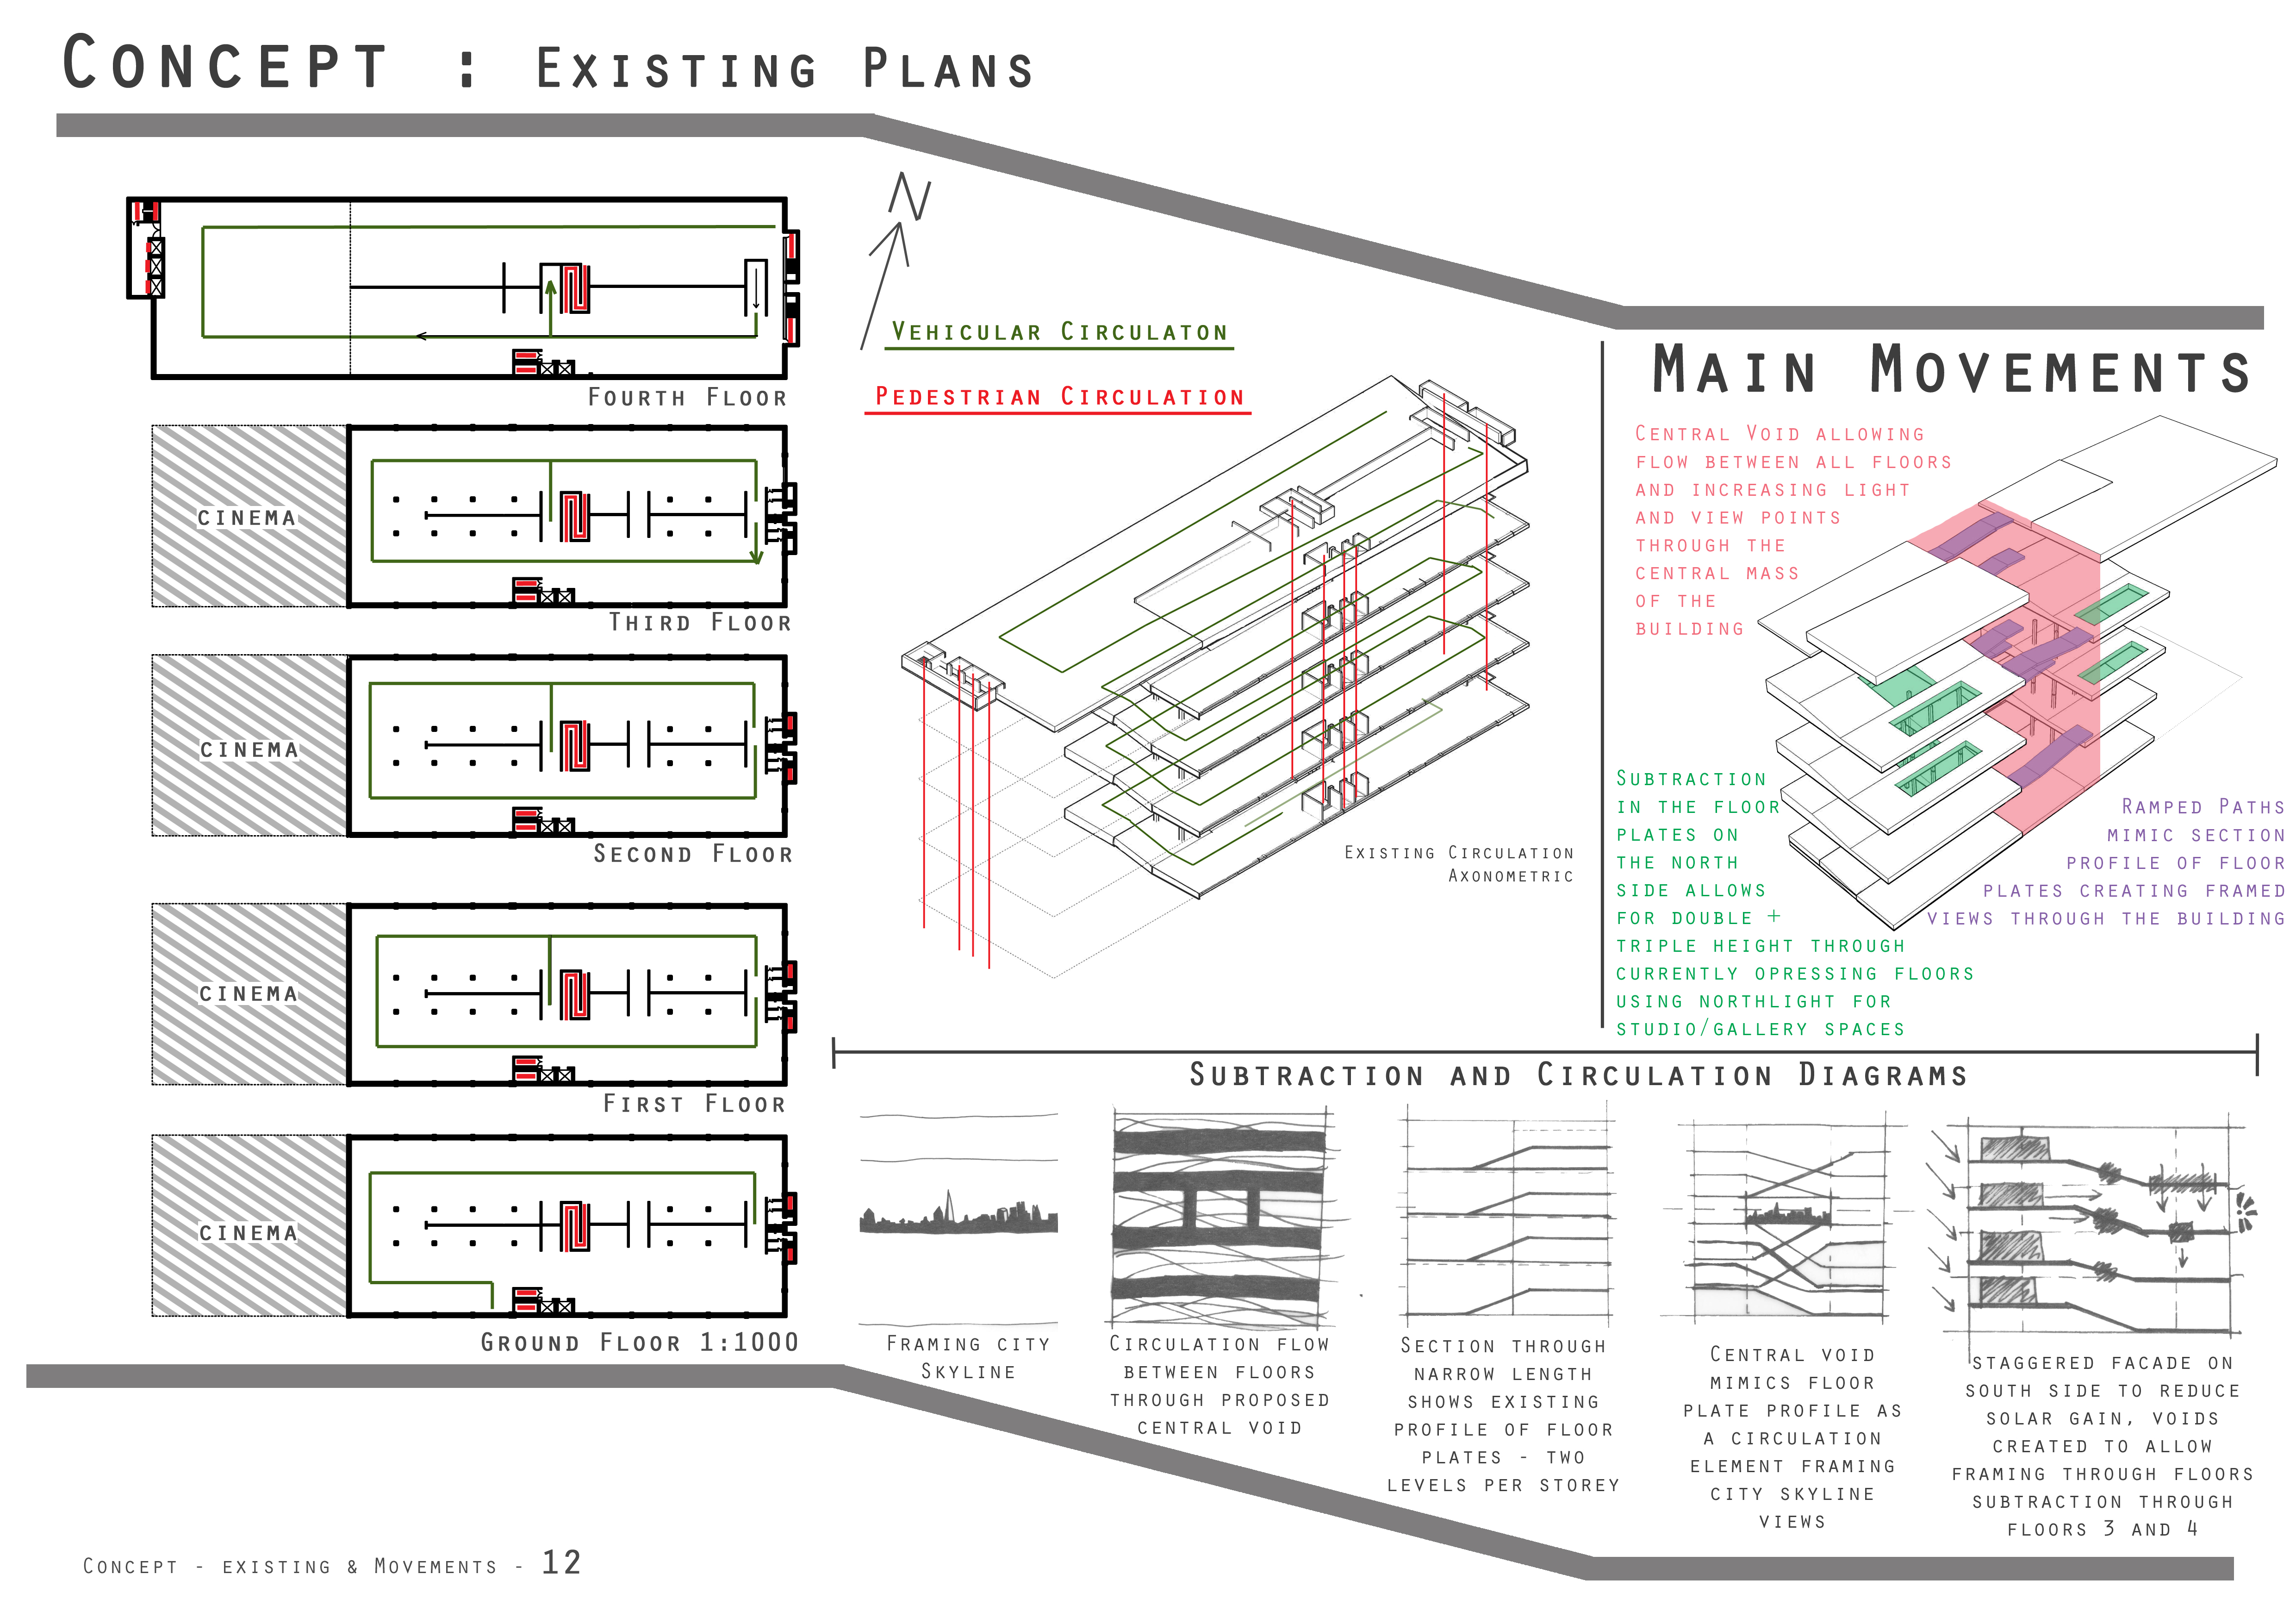 Concept : Existing Plans
Fourth Floor
CINEMA
Third Floor
CINEMA
Second Floor
CINEMA
First Floor
CINEMA
Ground Floor 1:1000
N
Vehicular Circulaton
Pedestrian Circulation
Existing Circulation
Axonometric
Main Movements
Central Void allowing
flow between all floors
and increasing light
and view points
through the
central mass
of the
building
Subtraction
in the floor
plates on
the north
side allows
for double +
triple height through
currently opressing floors
using northlight for
studio/gallery spaces
Ramped Paths
mimic section
profile of floor
plates creating framed
views through the building
Subtraction and Circulation Diagrams
Framing city
Skyline
Circulation flow
between floors
through proposed
central void
Section through
narrow length
shows existing
profile of floor
plates - two
levels per storey
Central void
mimics floor
plate profile as
a circulation
element framing
city skyline
views
staggered facade on
south side to reduce
solar gain, voids
created to allow
framing through floors
subtraction through
floors 3 and 4
Concept - existing & Movements - 12